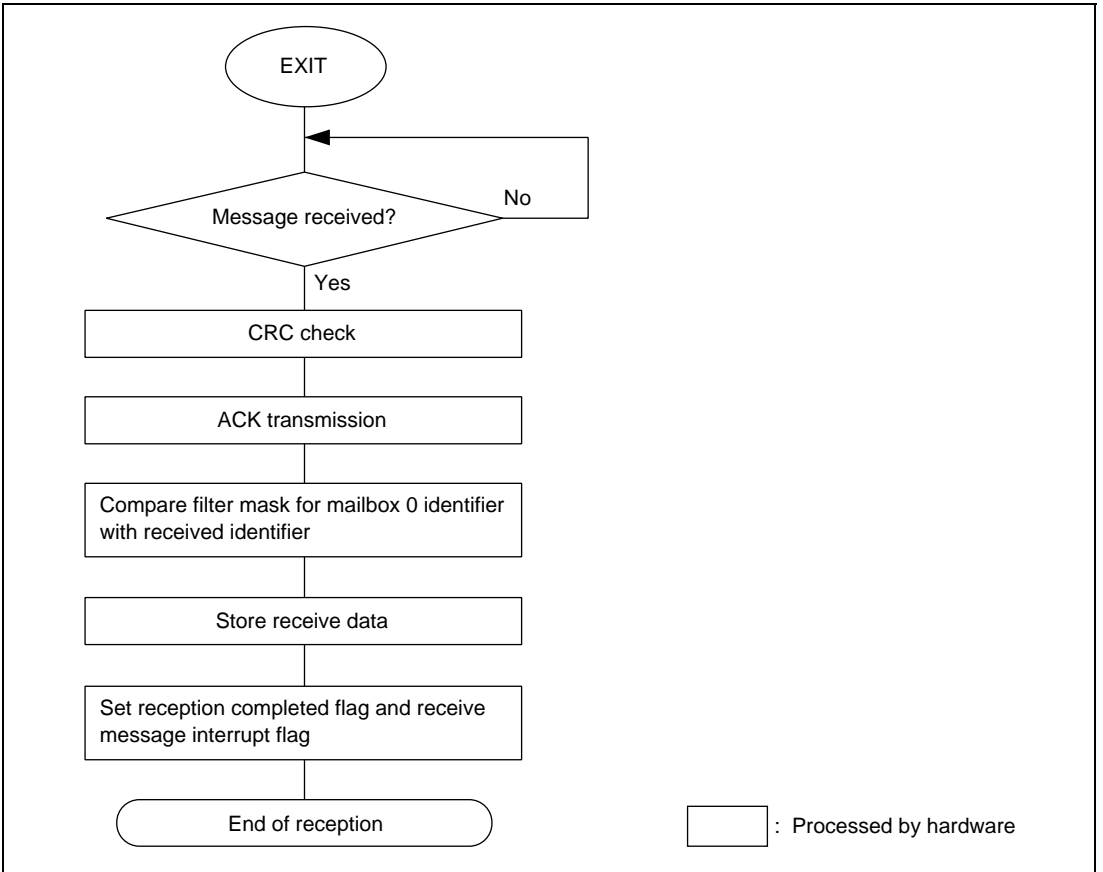 EXIT
Message received?
No
Yes
CRC check
ACK transmission
Compare filter mask for mailbox 0 identifier
with received identifier
Store receive data
Set reception completed flag and receive
message interrupt flag
End of reception
: Processed by hardware